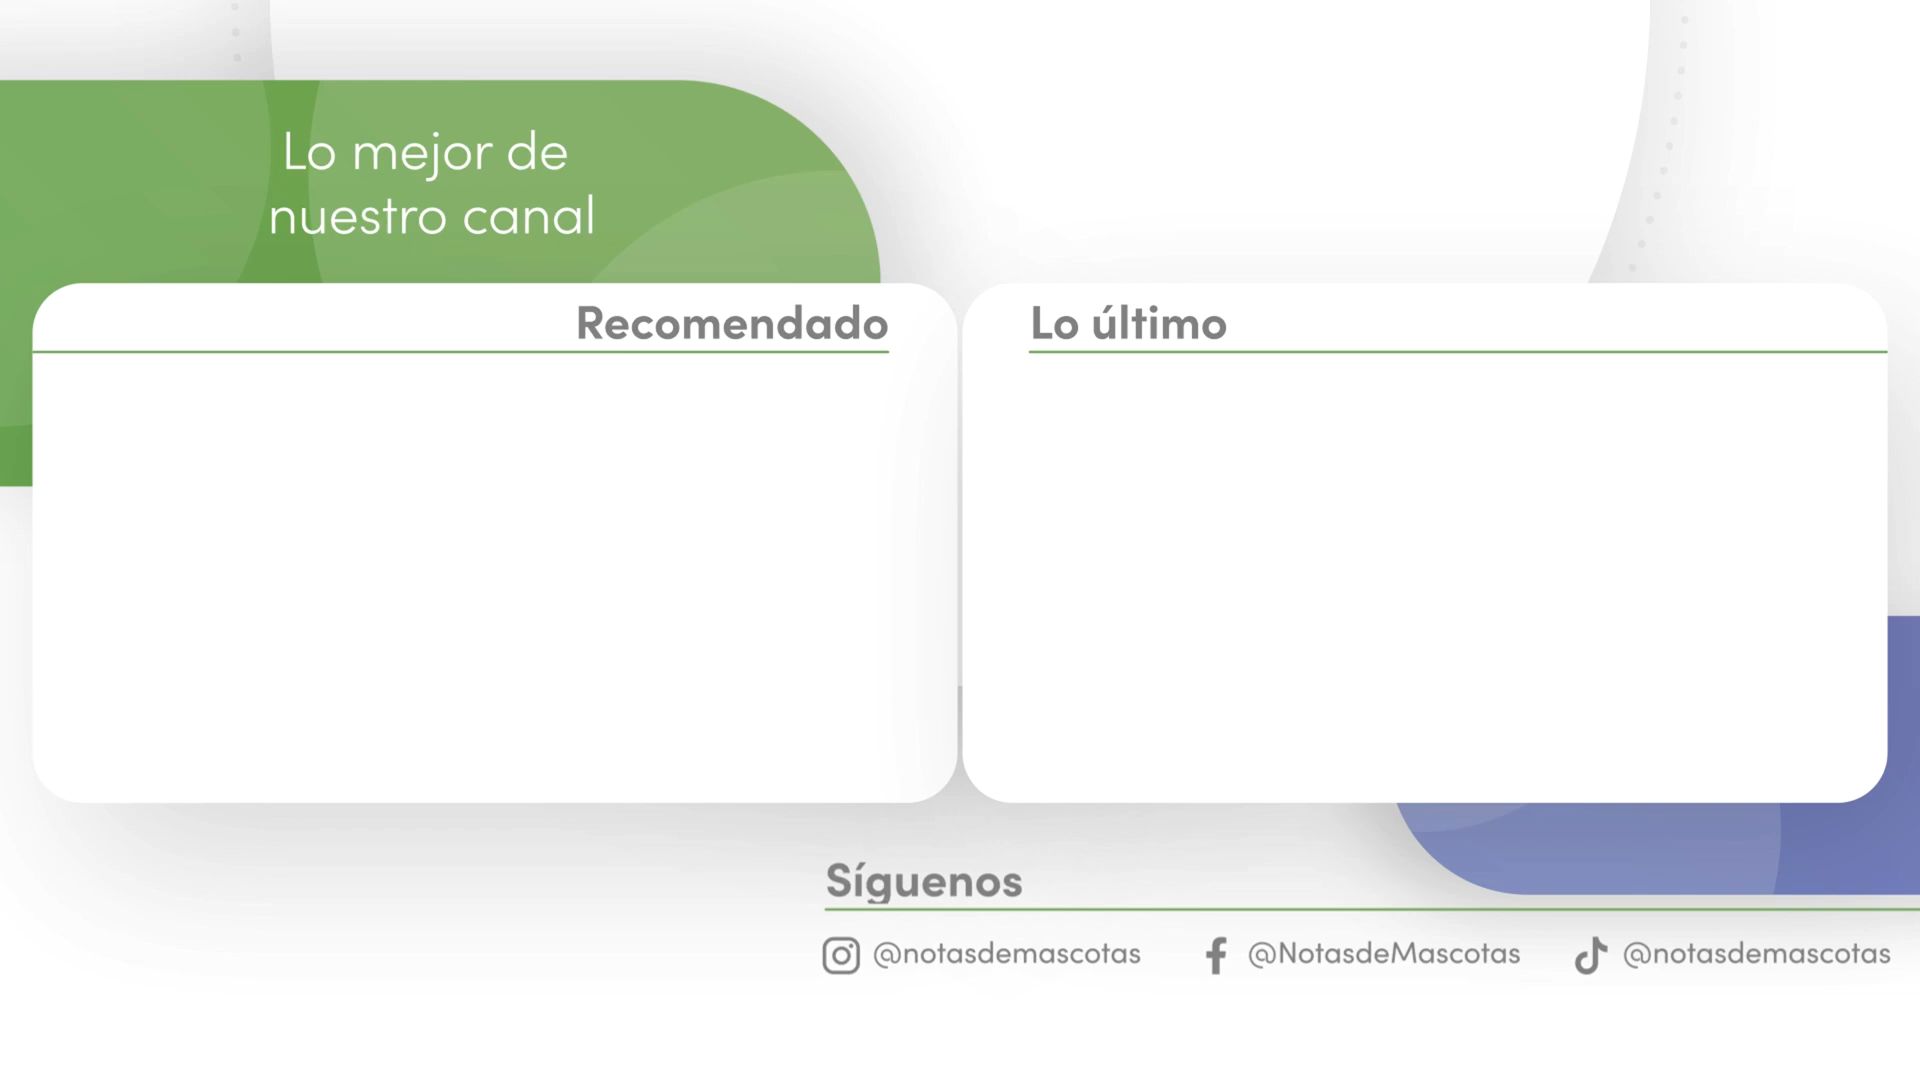 Lo mejor de
nuestro canal
Recomendado
Lo último
Síguenos
@notasdemascotas
@NotasdeMascotas
@notasdemascotas